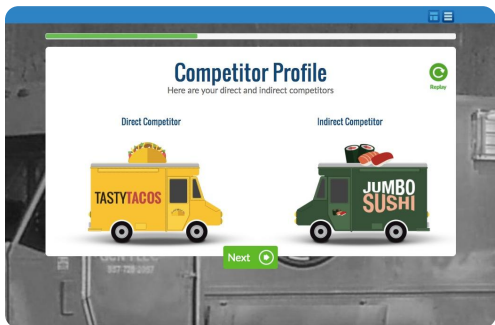 Competitor Profile
Here are your direct and indirect competitors
Replay
Direct Competitor
Indirect Competitor
TASTYTACOS
JUMBO
SUSHI
Next